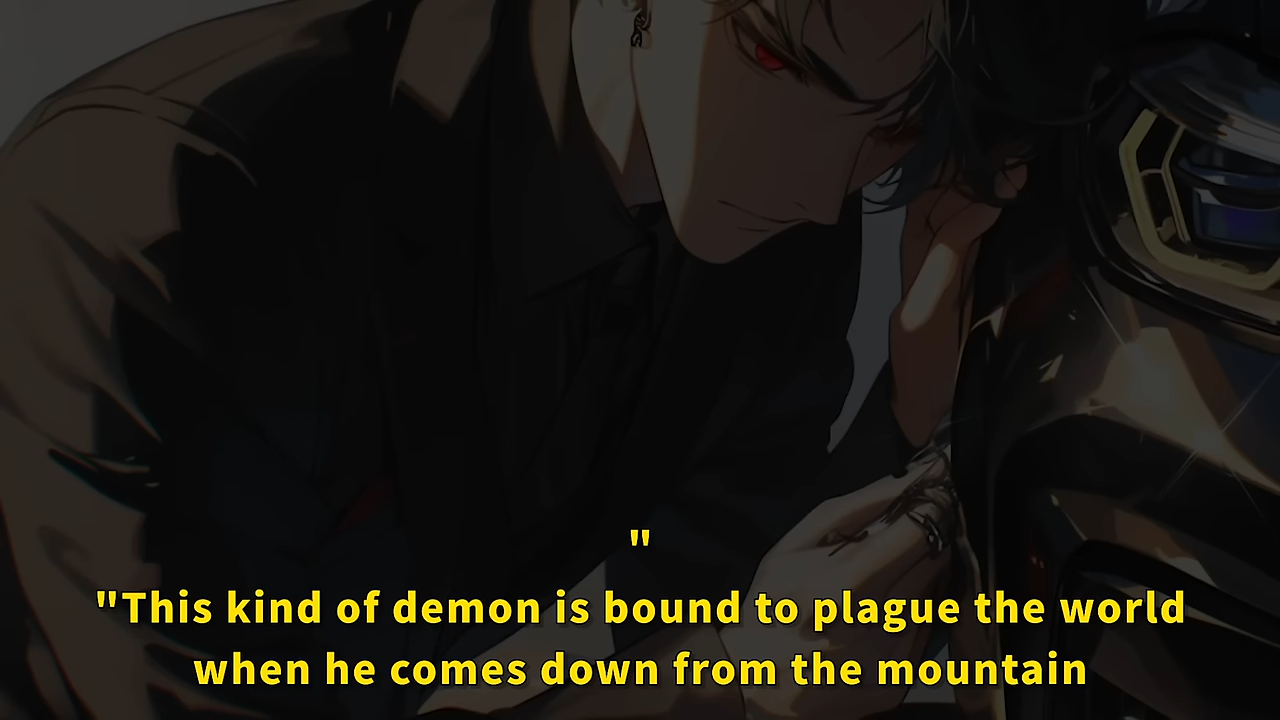 "
"This kind of demon is bound to plague the world
when he comes down from the mountain